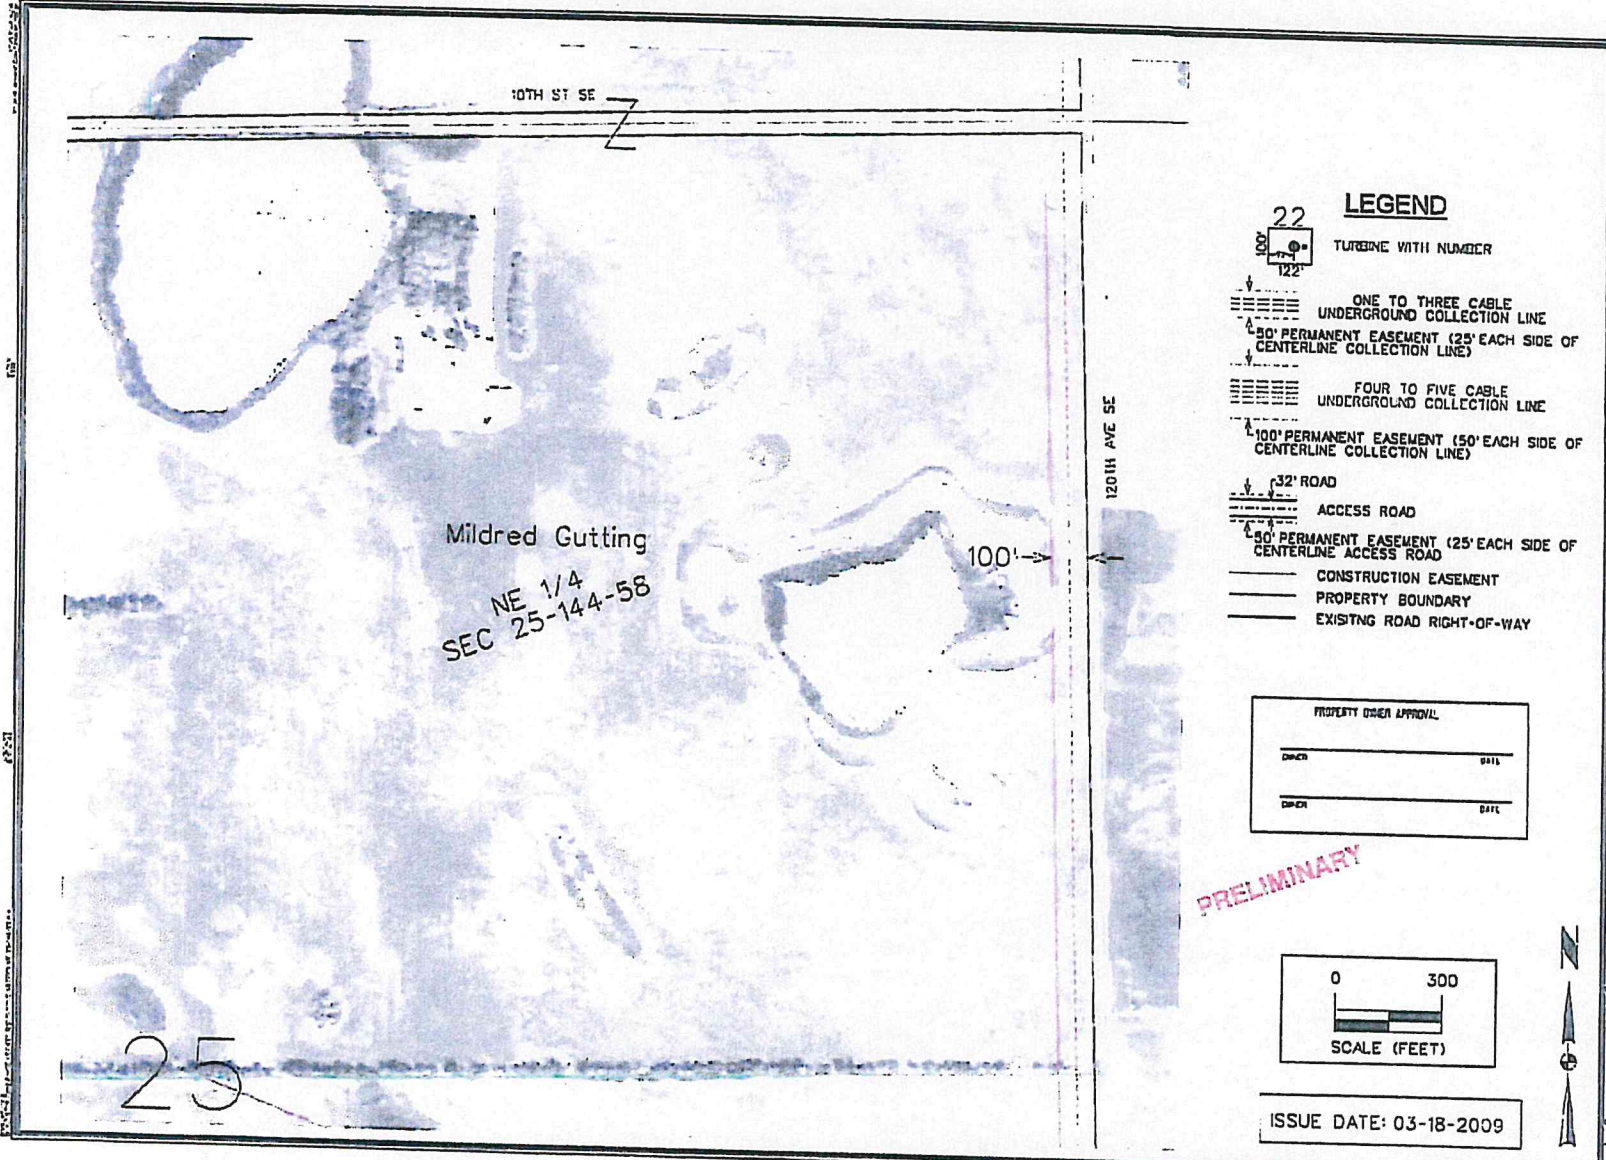 10TH ST SE
120TH AVE SE
Mildred Gutting
NE 1/4
SEC 25-144-58
100'
25
LEGEND
22
100'
122'
TURBINE WITH NUMBER
ONE TO THREE CABLE
UNDERGROUND COLLECTION LINE
50' PERMANENT EASEMENT (25' EACH SIDE OF
CENTERLINE COLLECTION LINE)
FOUR TO FIVE CABLE
UNDERGROUND COLLECTION LINE
100' PERMANENT EASEMENT (50' EACH SIDE OF
CENTERLINE COLLECTION LINE)
32' ROAD
ACCESS ROAD
50' PERMANENT EASEMENT (25' EACH SIDE OF
CENTERLINE ACCESS ROAD
CONSTRUCTION EASEMENT
PROPERTY BOUNDARY
EXISITNG ROAD RIGHT-OF-WAY
PROPERTY OWNER APPROVAL
OWNER DATE
OWNER DATE
PRELIMINARY
N
0 300
SCALE (FEET)
ISSUE DATE: 03-18-2009